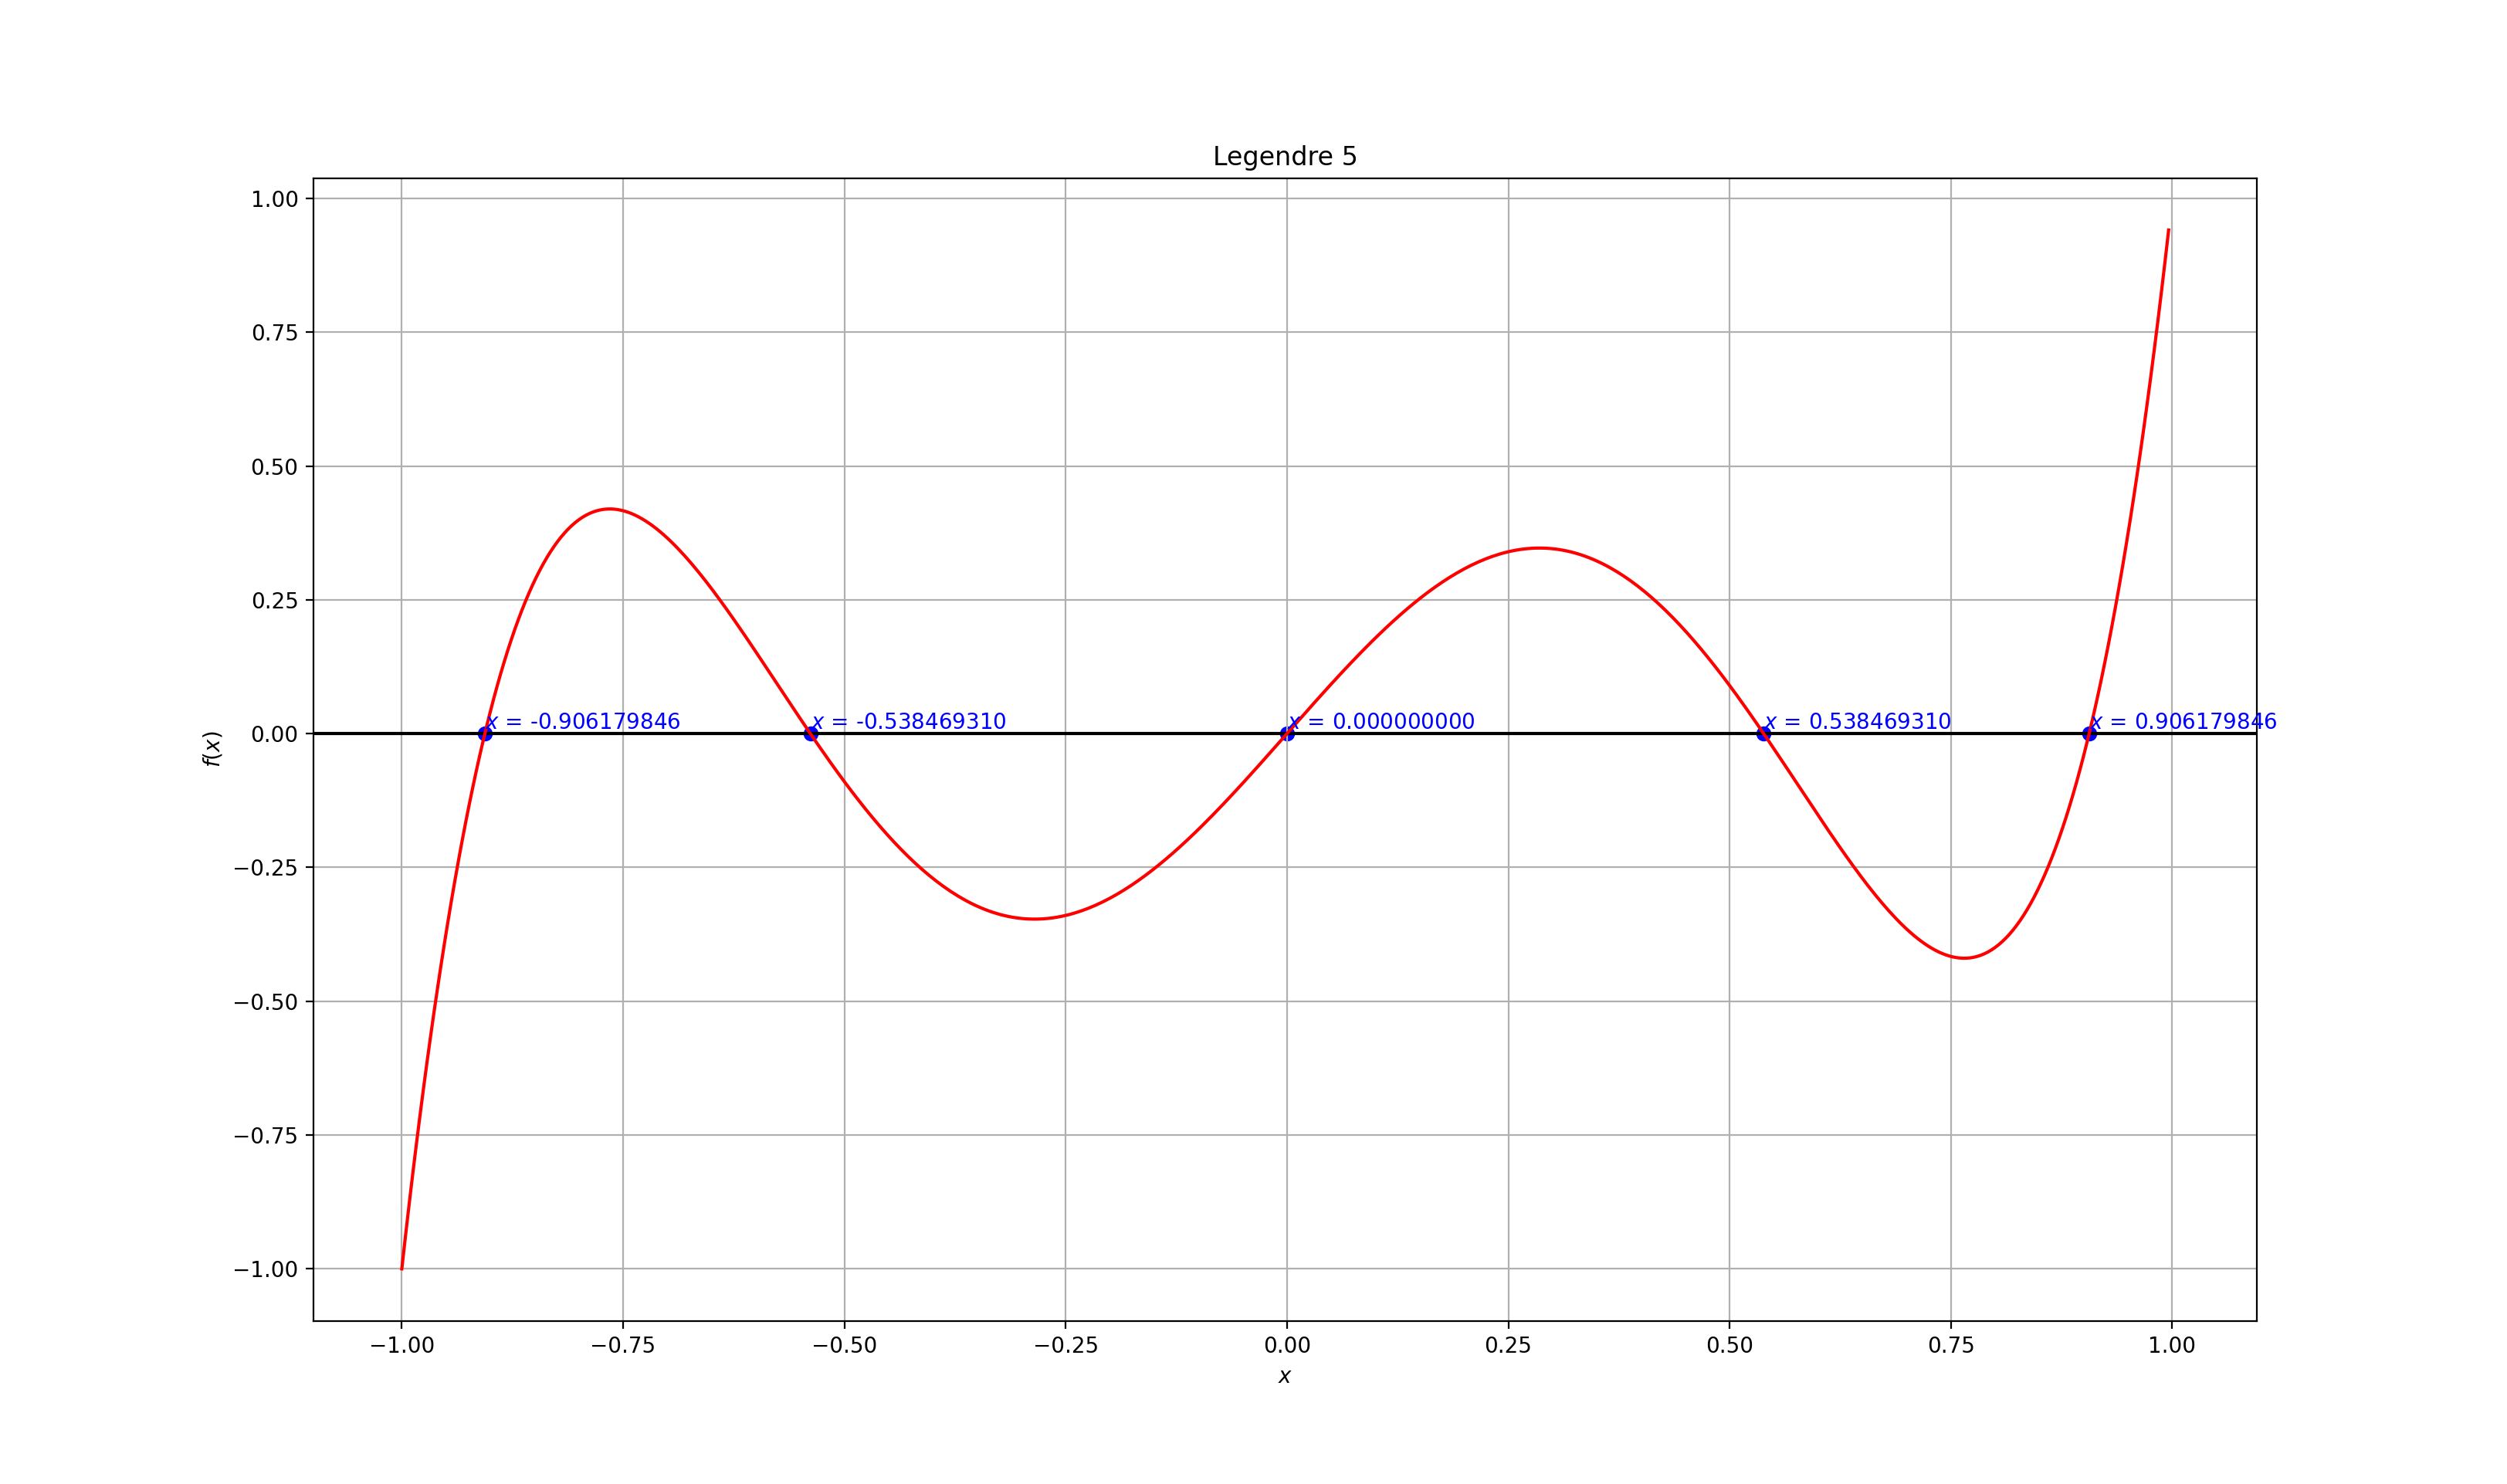 Legendre 5
1.00
0.75
0.50
0.25
0.00
−0.25
−0.50
−0.75
−1.00
f(x)
x = -0.906179846
x = -0.538469310
x = 0.000000000
x = 0.538469310
x = 0.906179846
−1.00 −0.75 −0.50 −0.25 0.00 0.25 0.50 0.75 1.00
x